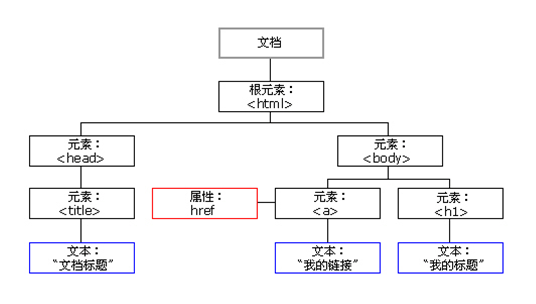 文档
根元素：
<html>
元素：
<head>
元素：
<body>
元素：
<title>
属性：
href
元素：
<a>
元素：
<h1>
文本：
“文档标题”
文本：
“我的链接”
文本：
“我的标题”